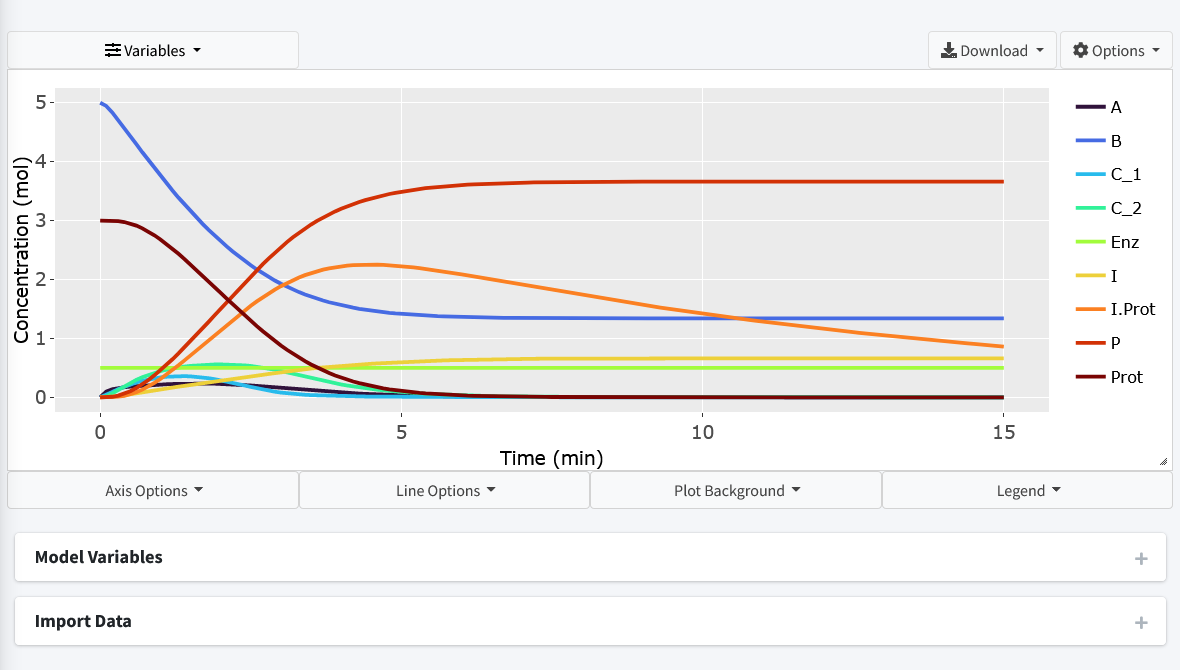 Variables
Download
Options
5
4
3
2
1
0
Concentration (mol)
0 5 10 15
Time (min)
A
B
C_1
C_2
Enz
I
I.Prot
P
Prot
Axis Options
Line Options
Plot Background
Legend
Model Variables
Import Data